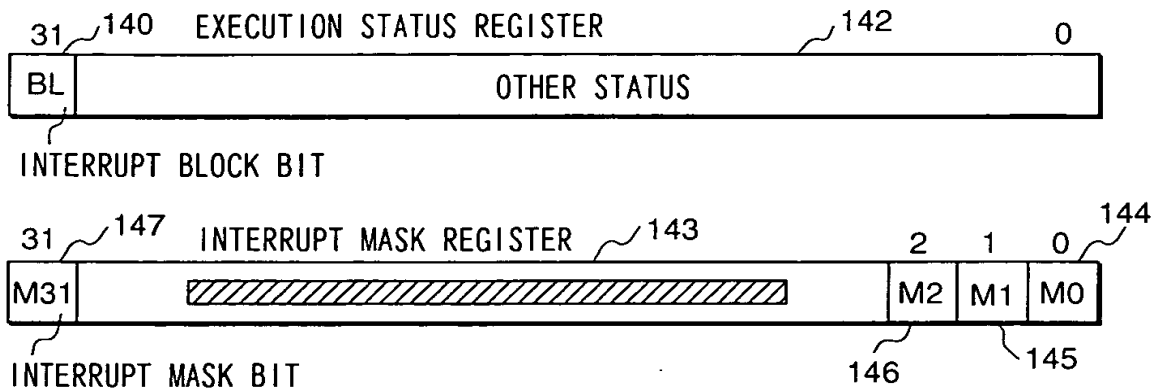 31 140 EXECUTION STATUS REGISTER 142 0
BL OTHER STATUS
INTERRUPT BLOCK BIT
31 147 INTERRUPT MASK REGISTER 143 2 1 0 144
M31 M2 M1 M0
INTERRUPT MASK BIT 146 145